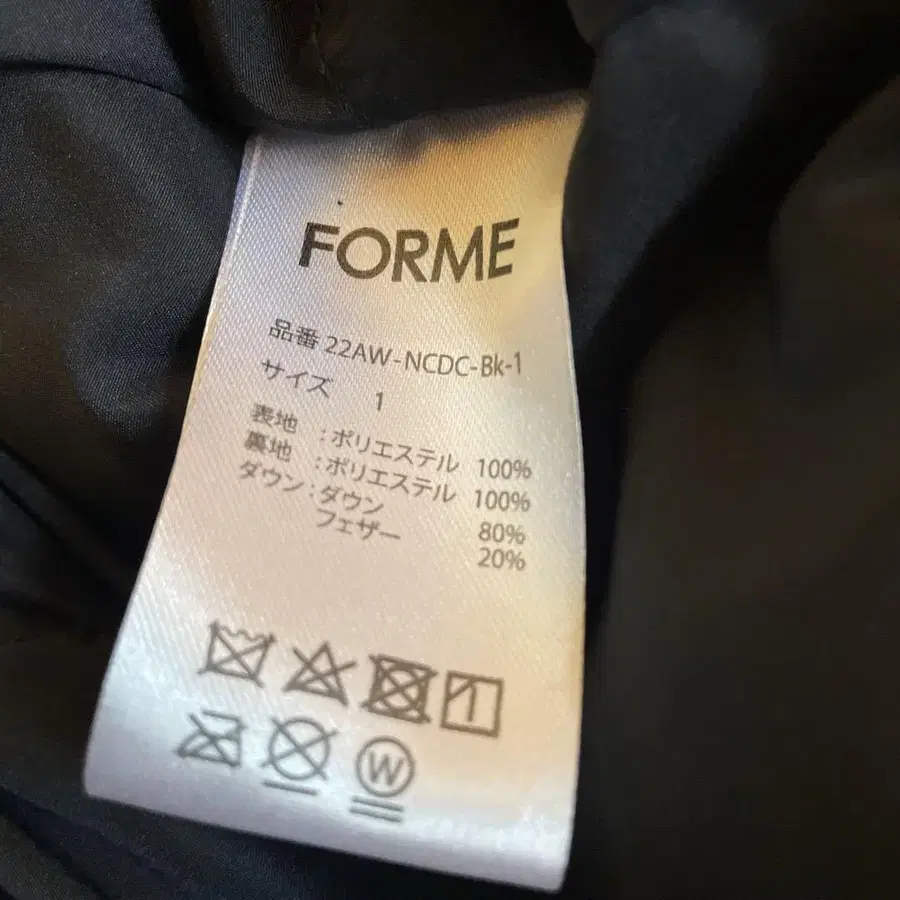 FORME
品番 22AW-NCDC-Bk-1
サイズ 1
表地 : ポリエステル 100%
裏地 : ポリエステル 100%
ダウン : ダウン 80%
フェザー 20%
W